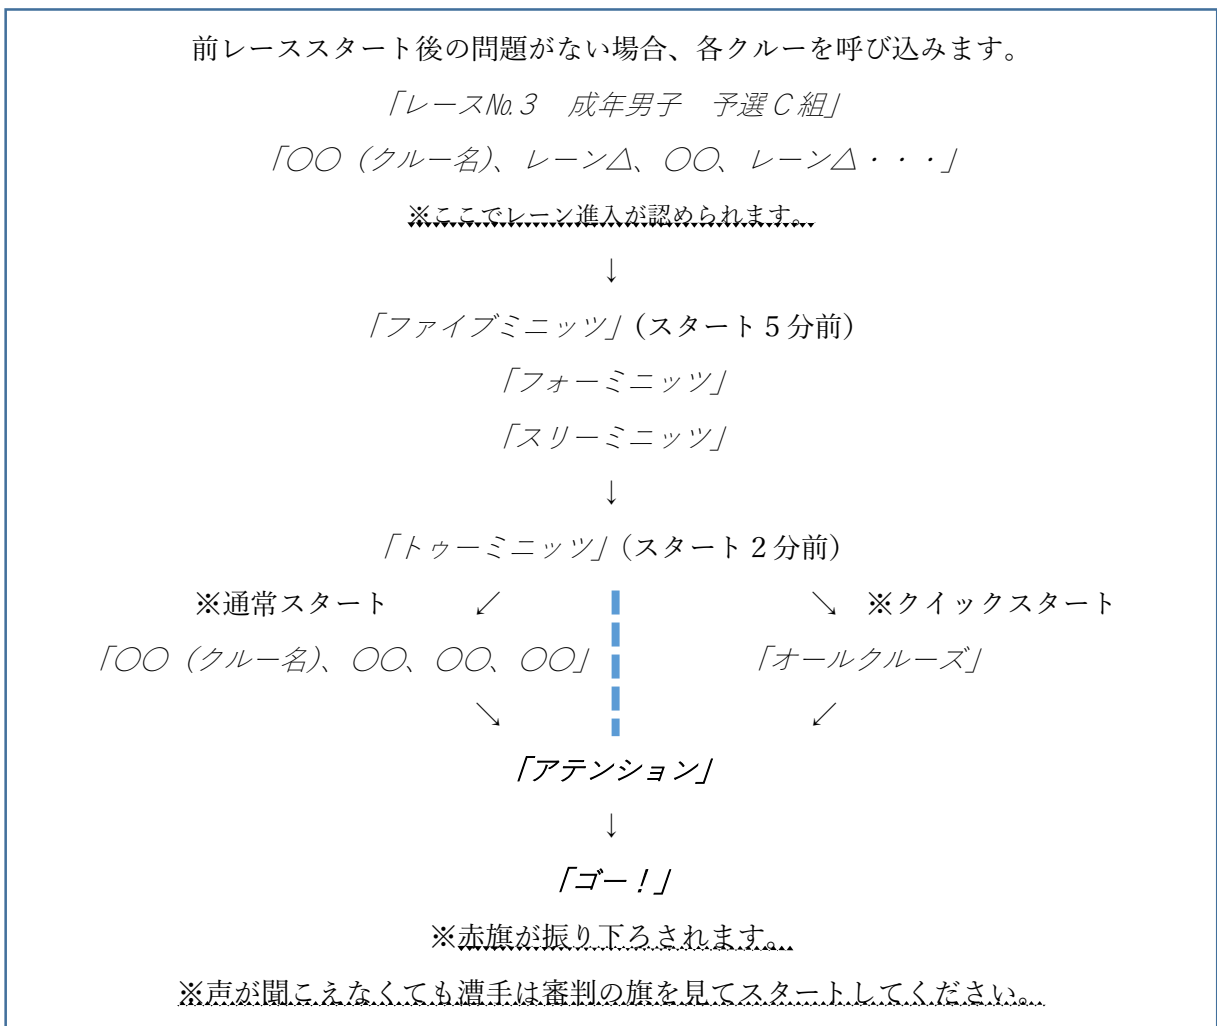 前レーススタート後の問題がない場合、各クルーを呼び込みます。
「レース№3　成年男子　予選C組」
「〇〇（クルー名）、レーン△、〇〇、レーン△・・・」
※ここでレーン進入が認められます。
↓
「ファイブミニッツ」（スタート5分前）
「フォーミニッツ」
「スリーミニッツ」
↓
「トゥーミニッツ」（スタート2分前）
※通常スタート　↙　↘　※クイックスタート
「〇〇（クルー名）、〇〇、〇〇、〇〇」　「オールクルーズ」
↘　↙
「アテンション」
↓
「ゴー！」
※赤旗が振り下ろされます。
※声が聞こえなくても漕手は審判の旗を見てスタートしてください。